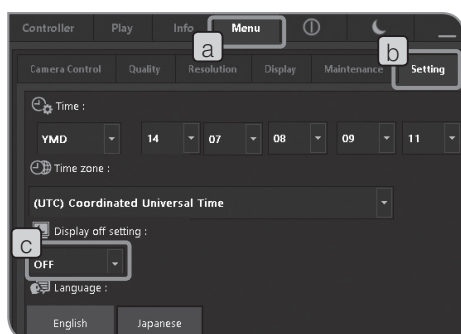 Controller Play Info Menu
a
b
Camera Control Quality Resolution Display Maintenance Setting
Time :
YMD 14 07 08 09 11
Time zone :
(UTC) Coordinated Universal Time
Display off setting :
c
OFF
Language :
English Japanese